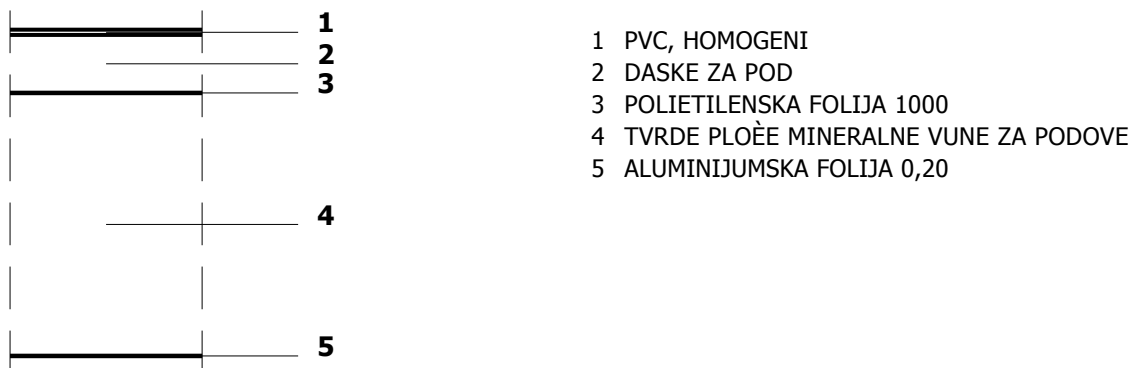 1
2
3
4
5
1 PVC, HOMOGENI
2 DASKE ZA POD
3 POLIETILENSKA FOLIJA 1000
4 TVRDE PLOÈE MINERALNE VUNE ZA PODOVE
5 ALUMINIJUMSKA FOLIJA 0,20